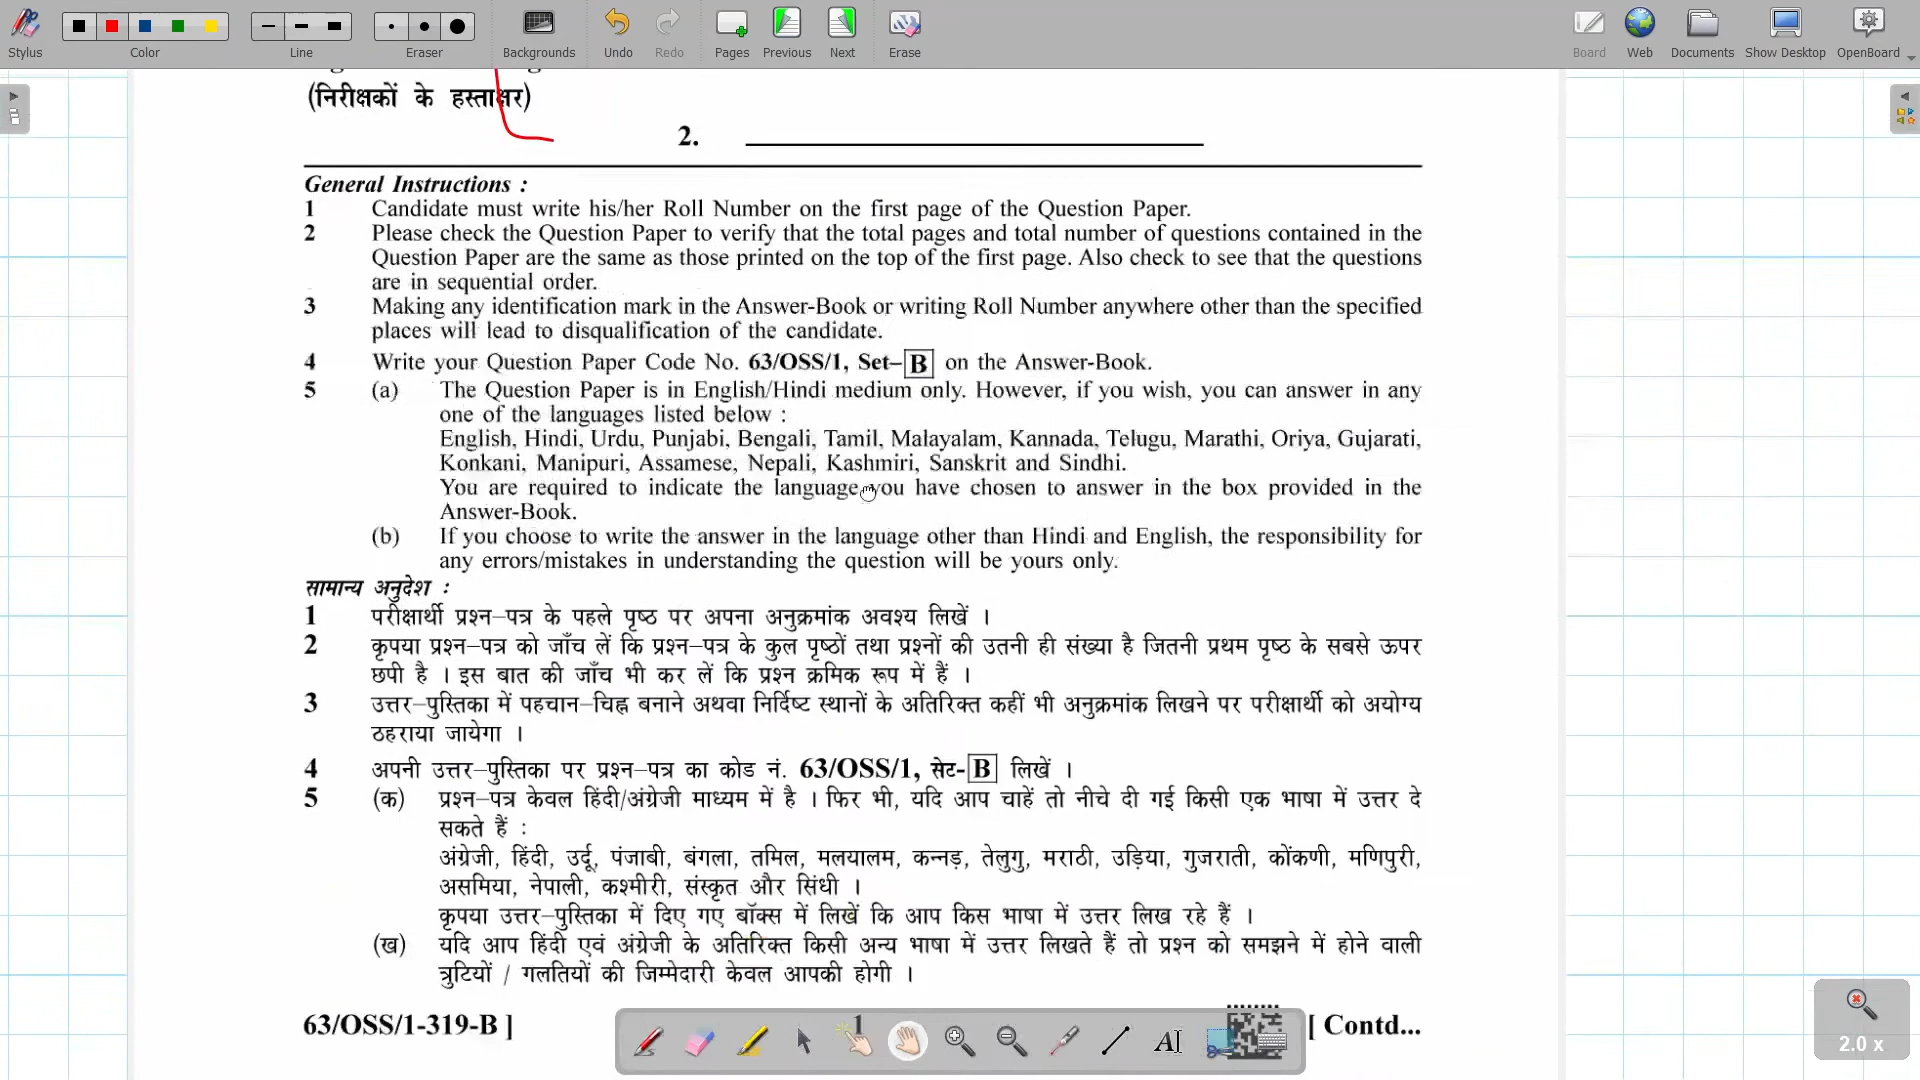 Stylus
Color
Line
Eraser
Backgrounds
Undo
Redo
Pages
Previous
Next
Erase
Board
Web
Documents
Show Desktop
OpenBoard
(निरीक्षकों के हस्ताक्षर)
2.
General Instructions :
1 Candidate must write his/her Roll Number on the first page of the Question Paper.
2 Please check the Question Paper to verify that the total pages and total number of questions contained in the
Question Paper are the same as those printed on the top of the first page. Also check to see that the questions
are in sequential order.
3 Making any identification mark in the Answer-Book or writing Roll Number anywhere other than the specified
places will lead to disqualification of the candidate.
4 Write your Question Paper Code No. 63/OSS/1, Set–B on the Answer-Book.
5 (a) The Question Paper is in English/Hindi medium only. However, if you wish, you can answer in any
one of the languages listed below :
English, Hindi, Urdu, Punjabi, Bengali, Tamil, Malayalam, Kannada, Telugu, Marathi, Oriya, Gujarati,
Konkani, Manipuri, Assamese, Nepali, Kashmiri, Sanskrit and Sindhi.
You are required to indicate the language you have chosen to answer in the box provided in the
Answer-Book.
(b) If you choose to write the answer in the language other than Hindi and English, the responsibility for
any errors/mistakes in understanding the question will be yours only.
सामान्य अनुदेश :
1 परीक्षार्थी प्रश्न–पत्र के पहले पृष्ठ पर अपना अनुक्रमांक अवश्य लिखें ।
2 कृपया प्रश्न–पत्र को जाँच लें कि प्रश्न–पत्र के कुल पृष्ठों तथा प्रश्नों की उतनी ही संख्या है जितनी प्रथम पृष्ठ के सबसे ऊपर
छपी है । इस बात की जाँच भी कर लें कि प्रश्न क्रमिक रूप में हैं ।
3 उत्तर–पुस्तिका में पहचान–चिह्न बनाने अथवा निर्दिष्ट स्थानों के अतिरिक्त कहीं भी अनुक्रमांक लिखने पर परीक्षार्थी को अयोग्य
ठहराया जायेगा ।
4 अपनी उत्तर–पुस्तिका पर प्रश्न–पत्र का कोड नं. 63/OSS/1, सेट-B लिखें ।
5 (क) प्रश्न–पत्र केवल हिंदी/अंग्रेजी माध्यम में है । फिर भी, यदि आप चाहें तो नीचे दी गई किसी एक भाषा में उत्तर दे
सकते हैं :
अंग्रेजी, हिंदी, उर्दू, पंजाबी, बंगला, तमिल, मलयालम, कन्नड़, तेलुगु, मराठी, उड़िया, गुजराती, कोंकणी, मणिपुरी,
असमिया, नेपाली, कश्मीरी, संस्कृत और सिंधी ।
कृपया उत्तर–पुस्तिका में दिए गए बॉक्स में लिखें कि आप किस भाषा में उत्तर लिख रहे हैं ।
(ख) यदि आप हिंदी एवं अंग्रेजी के अतिरिक्त किसी अन्य भाषा में उत्तर लिखते हैं तो प्रश्न को समझने में होने वाली
त्रुटियों / गलतियों की जिम्मेदारी केवल आपकी होगी ।
63/OSS/1-319-B ]
1
[ Contd...
2.0 x